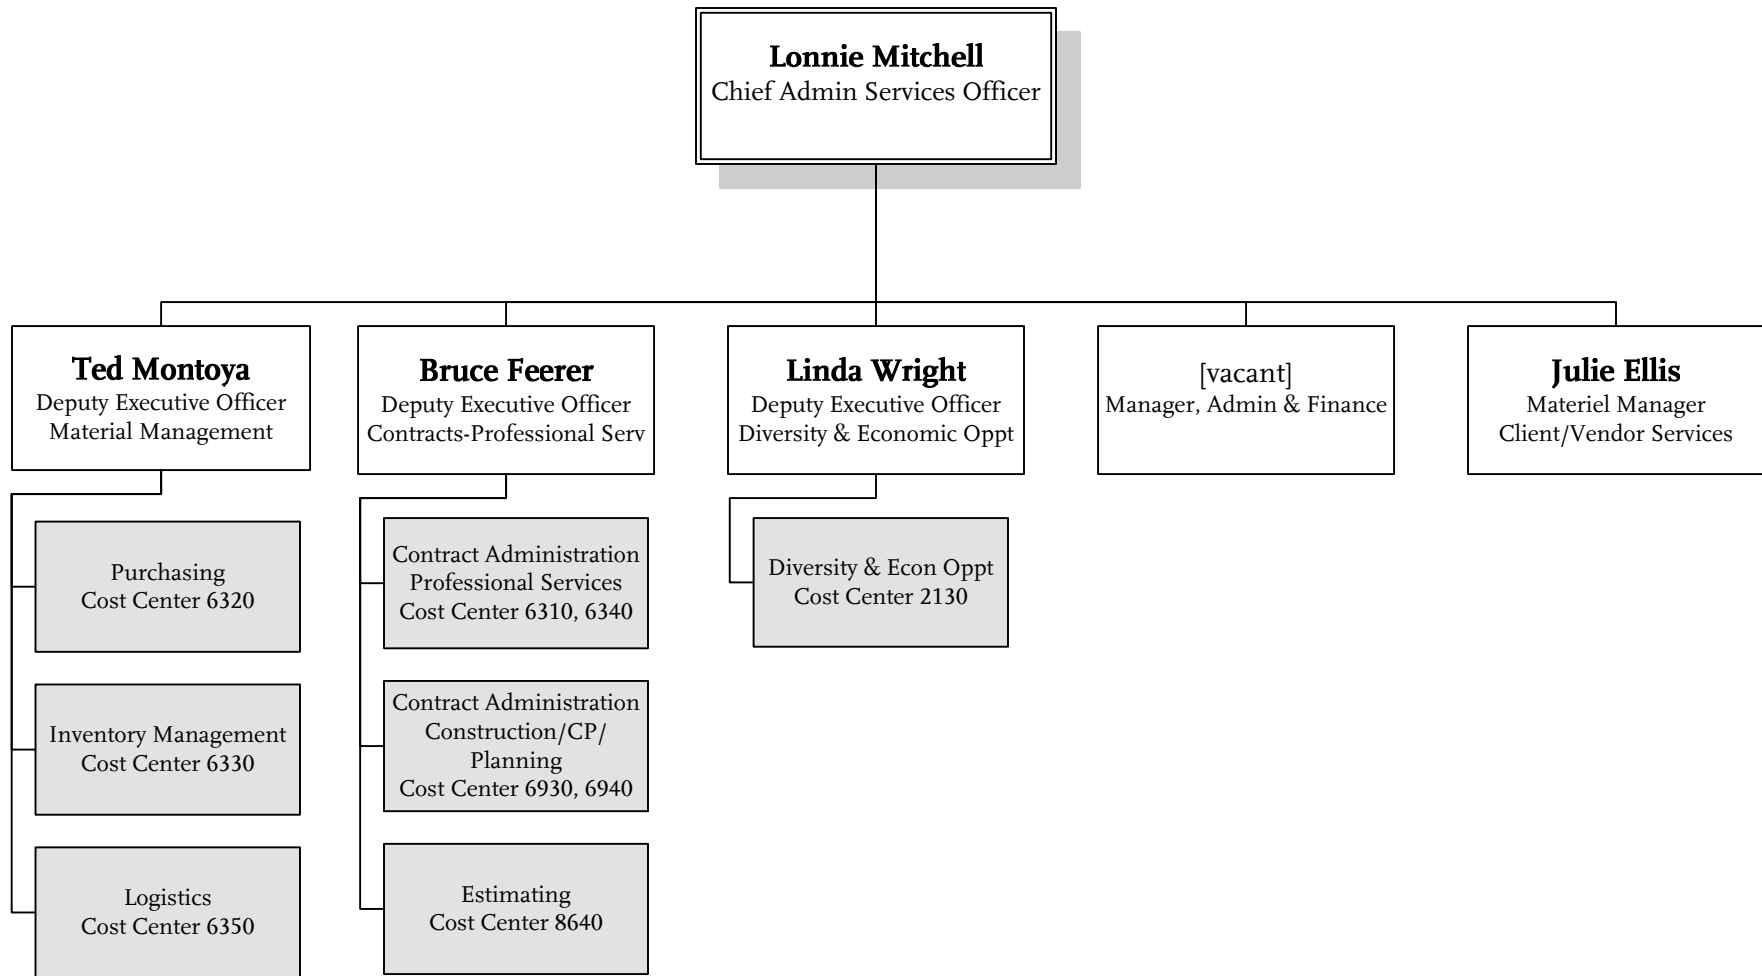 Lonnie Mitchell
Chief Admin Services Officer
Ted Montoya
Deputy Executive Officer
Material Management
Bruce Feerer
Deputy Executive Officer
Contracts-Professional Serv
Linda Wright
Deputy Executive Officer
Diversity & Economic Oppt
[vacant]
Manager, Admin & Finance
Julie Ellis
Materiel Manager
Client/Vendor Services
Purchasing
Cost Center 6320
Inventory Management
Cost Center 6330
Logistics
Cost Center 6350
Contract Administration
Professional Services
Cost Center 6310, 6340
Contract Administration
Construction/CP/
Planning
Cost Center 6930, 6940
Estimating
Cost Center 8640
Diversity & Econ Oppt
Cost Center 2130